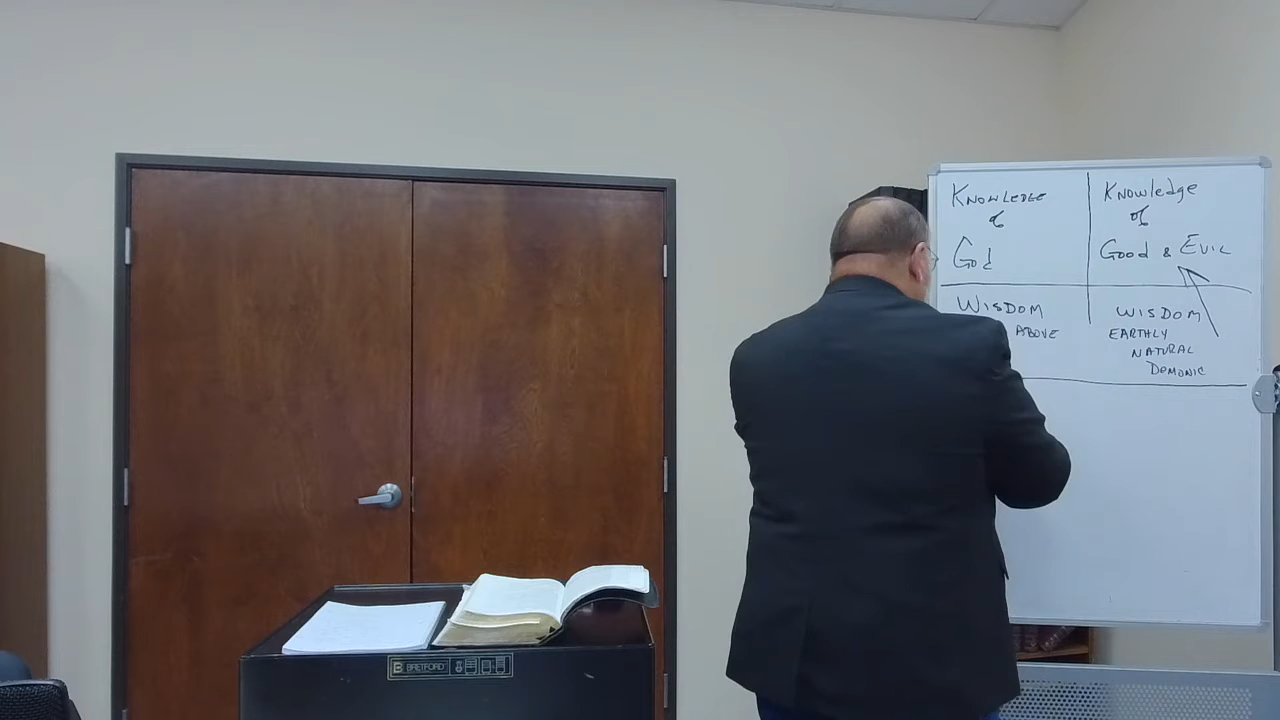 KNOWLEDGE
of
God
Knowledge
of
Good & Evil
WISDOM
ABOVE
WISDOM
EARTHLY
NATURAL
DEMONIC
BRETFORD